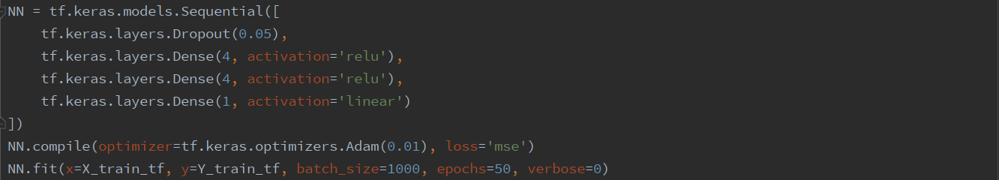 NN = tf.keras.models.Sequential([
    tf.keras.layers.Dropout(0.05),
    tf.keras.layers.Dense(4, activation='relu'),
    tf.keras.layers.Dense(4, activation='relu'),
    tf.keras.layers.Dense(1, activation='linear')
])
NN.compile(optimizer=tf.keras.optimizers.Adam(0.01), loss='mse')
NN.fit(x=X_train_tf, y=Y_train_tf, batch_size=1000, epochs=50, verbose=0)